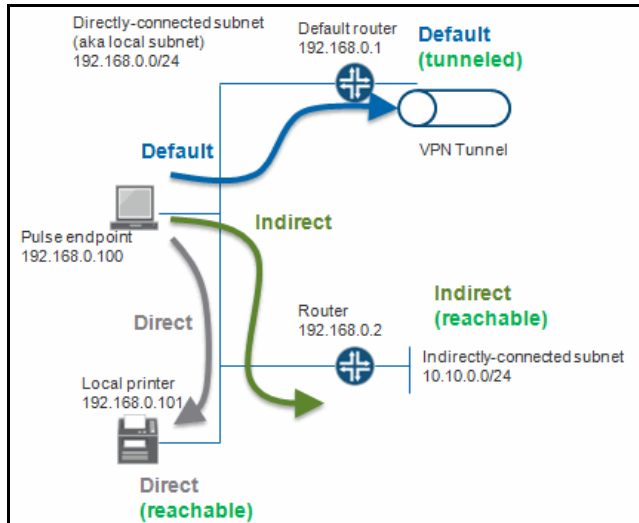 Directly-connected subnet
(aka local subnet)
192.168.0.0/24
Default router
192.168.0.1
Default
(tunneled)
VPN Tunnel
Default
Pulse endpoint
192.168.0.100
Indirect
Direct
Router
192.168.0.2
Indirect
(reachable)
Indirectly-connected subnet
10.10.0.0/24
Local printer
192.168.0.101
Direct
(reachable)